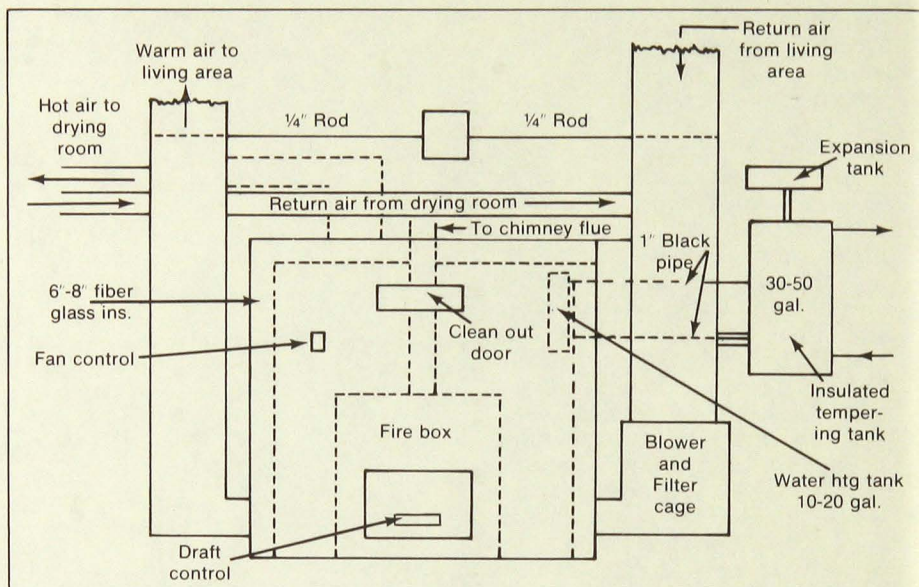 Warm air to
living area
Return air
from living
area
Hot air to
drying
room
¼" Rod
¼" Rod
Expansion
tank
Return air from drying room
To chimney flue
1" Black
pipe
30-50
gal.
6"-8" fiber
glass ins.
Clean out
door
Fan control
Insulated
temper-
ing tank
Fire box
Blower
and
Filter
cage
Water htg tank
10-20 gal.
Draft
control